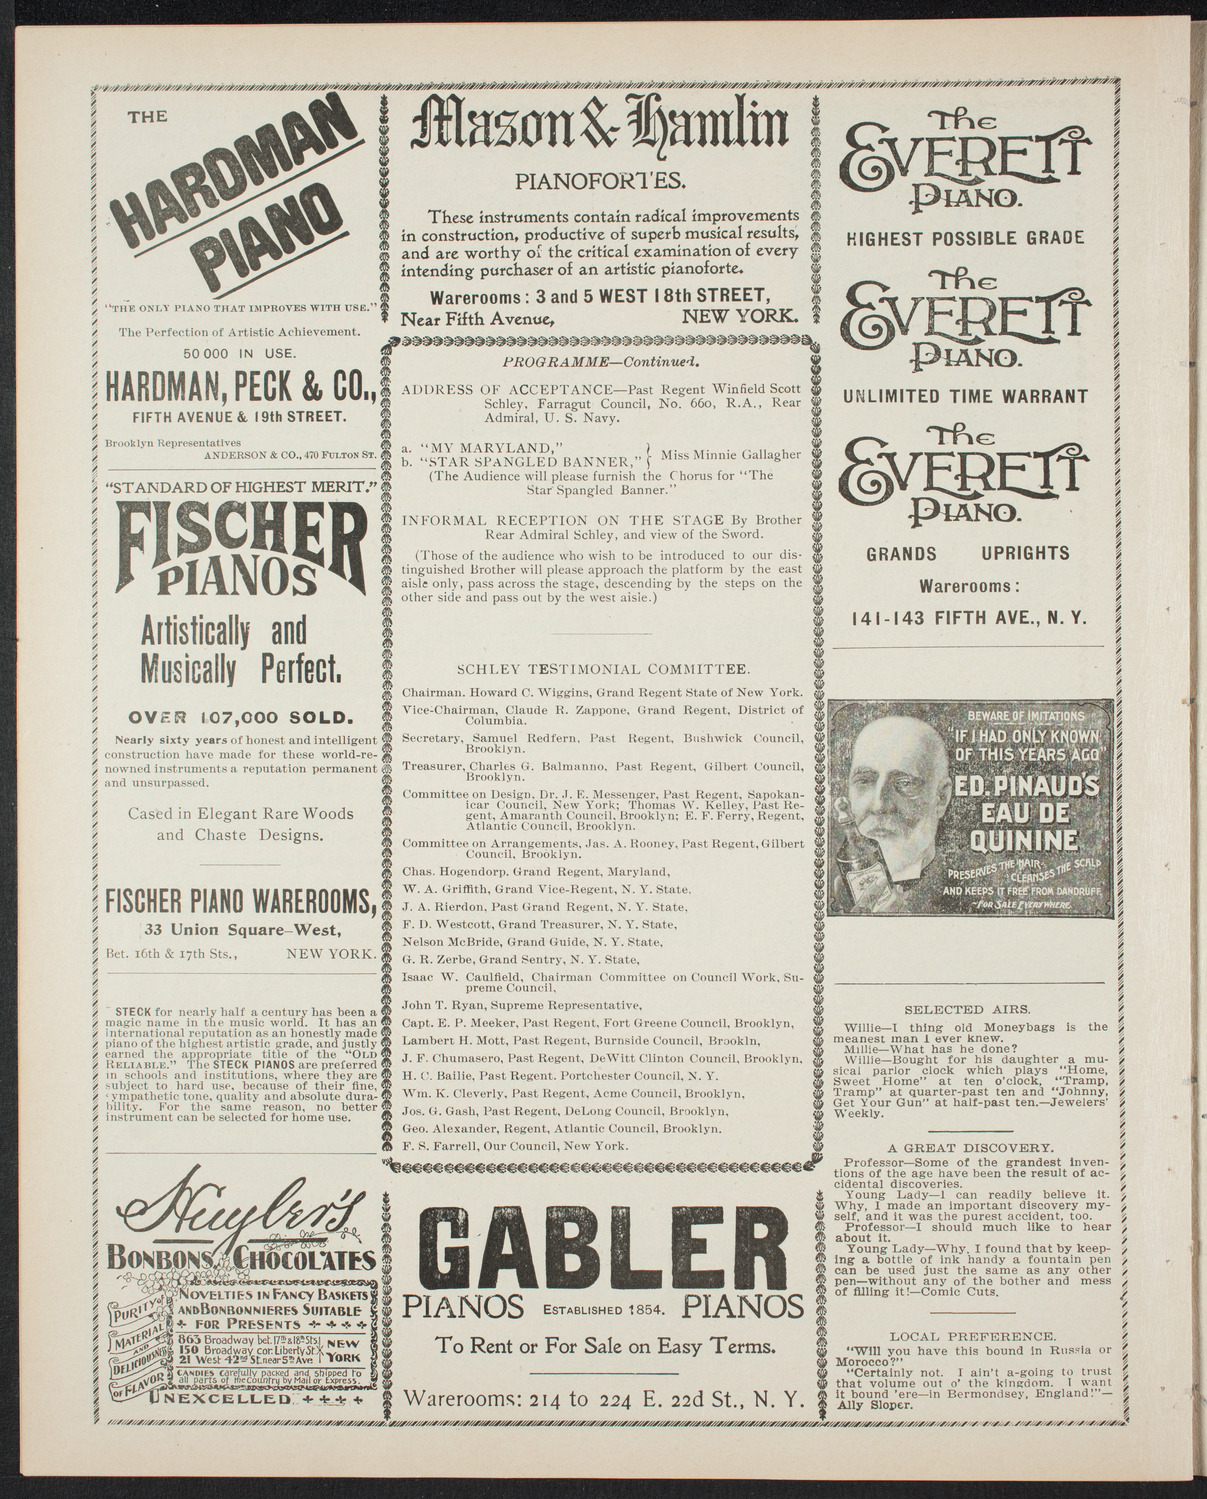 THE
HARDMAN
PIANO
"THE ONLY PIANO THAT IMPROVES WITH USE."
The Perfection of Artistic Achievement.
50 000 IN USE.
HARDMAN, PECK & CO.,
FIFTH AVENUE & 19th STREET.
Brooklyn Representatives
ANDERSON & CO., 470 FULTON ST.
"STANDARD OF HIGHEST MERIT."
FISCHER
PIANOS
Artistically and
Musically Perfect.
OVER 107,000 SOLD.
Nearly sixty years of honest and intelligent
construction have made for these world-re-
nowned instruments a reputation permanent
and unsurpassed.
Cased in Elegant Rare Woods
and Chaste Designs.
FISCHER PIANO WAREROOMS,
33 Union Square–West,
Bet. 16th & 17th Sts., NEW YORK.
STECK for nearly half a century has been a
magic name in the music world. It has an
international reputation as an honestly made
piano of the highest artistic grade, and justly
earned the appropriate title of the "OLD
RELIABLE." The STECK PIANOS are preferred
in schools and institutions, where they are
subject to hard use, because of their fine,
sympathetic tone, quality and absolute dura-
bility. For the same reason, no better
instrument can be selected for home use.
Huyler's
BONBONS, CHOCOLATES
NOVELTIES IN FANCY BASKETS
AND BONBONNIERES SUITABLE
FOR PRESENTS
PURITY OF
MATERIAL
AND
DELICIOUSNESS
OF FLAVOR
863 Broadway bet. 17th & 18th Sts
150 Broadway cor. Liberty St.
21 West 42nd St. near 5th Ave
NEW
YORK
CANDIES carefully packed and shipped to
all parts of the Country by Mail or Express.
UNEXCELLED
Mason & Hamlin
PIANOFORTES.
These instruments contain radical improvements
in construction, productive of superb musical results,
and are worthy of the critical examination of every
intending purchaser of an artistic pianoforte.
Warerooms: 3 and 5 WEST 18th STREET,
Near Fifth Avenue, NEW YORK.
PROGRAMME—Continued.
ADDRESS OF ACCEPTANCE—Past Regent Winfield Scott
Schley, Farragut Council, No. 660, R.A., Rear
Admiral, U. S. Navy.
a. "MY MARYLAND,"
b. "STAR SPANGLED BANNER," } Miss Minnie Gallagher
(The Audience will please furnish the Chorus for "The
Star Spangled Banner."
INFORMAL RECEPTION ON THE STAGE By Brother
Rear Admiral Schley, and view of the Sword.
(Those of the audience who wish to be introduced to our dis-
tinguished Brother will please approach the platform by the east
aisle only, pass across the stage, descending by the steps on the
other side and pass out by the west aisle.)
SCHLEY TESTIMONIAL COMMITTEE.
Chairman. Howard C. Wiggins, Grand Regent State of New York.
Vice-Chairman, Claude R. Zappone, Grand Regent, District of
Columbia.
Secretary, Samuel Redfern, Past Regent, Bushwick Council,
Brooklyn.
Treasurer, Charles G. Balmanno, Past Regent, Gilbert Council,
Brooklyn.
Committee on Design, Dr. J. E. Messenger, Past Regent, Sapokan-
icar Council, New York; Thomas W. Kelley, Past Re-
gent, Amaranth Council, Brooklyn; E. F. Ferry, Regent,
Atlantic Council, Brooklyn.
Committee on Arrangements, Jas. A. Rooney, Past Regent, Gilbert
Council, Brooklyn.
Chas. Hogendorp. Grand Regent, Maryland,
W. A. Griffith, Grand Vice-Regent, N. Y. State,
J. A. Rierdon, Past Grand Regent, N. Y. State,
F. D. Westcott, Grand Treasurer, N. Y. State,
Nelson McBride, Grand Guide, N. Y. State,
G. R. Zerbe, Grand Sentry, N. Y. State,
Isaac W. Caulfield, Chairman Committee on Council Work, Su-
preme Council,
John T. Ryan, Supreme Representative,
Capt. E. P. Meeker, Past Regent, Fort Greene Council, Brooklyn,
Lambert H. Mott, Past Regent, Burnside Council, Brookln,
J. F. Chumasero, Past Regent, DeWitt Clinton Council, Brooklyn,
H. C. Bailie, Past Regent. Portchester Council, N. Y.
Wm. K. Cleverly, Past Regent, Acme Council, Brooklyn,
Jos. G. Gash, Past Regent, DeLong Council, Brooklyn,
Geo. Alexander, Regent, Atlantic Council, Brooklyn.
F. S. Farrell, Our Council, New York.
GABLER
PIANOS ESTABLISHED 1854. PIANOS
To Rent or For Sale on Easy Terms.
Warerooms: 214 to 224 E. 22d St., N. Y.
The
EVERETT
PIANO.
HIGHEST POSSIBLE GRADE
The
EVERETT
PIANO.
UNLIMITED TIME WARRANT
The
EVERETT
PIANO.
GRANDS UPRIGHTS
Warerooms:
141-143 FIFTH AVE., N. Y.
BEWARE OF IMITATIONS
"IF I HAD ONLY KNOWN
OF THIS YEARS AGO"
ED. PINAUD'S
EAU DE
QUININE
PRESERVES THE HAIR—CLEANSES THE SCALP
AND KEEPS IT FREE FROM DANDRUFF
—FOR SALE EVERYWHERE.
SELECTED AIRS.
Willie—I thing old Moneybags is the
meanest man I ever knew.
Millie—What has he done?
Willie—Bought for his daughter a mu-
sical parlor clock which plays "Home,
Sweet Home" at ten o'clock, "Tramp,
Tramp" at quarter-past ten and "Johnny,
Get Your Gun" at half-past ten.—Jewelers'
Weekly.
A GREAT DISCOVERY.
Professor—Some of the grandest inven-
tions of the age have been the result of ac-
cidental discoveries.
Young Lady—I can readily believe it.
Why, I made an important discovery my-
self, and it was the purest accident, too.
Professor—I should much like to hear
about it.
Young Lady—Why, I found that by keep-
ing a bottle of ink handy a fountain pen
can be used just the same as any other
pen—without any of the bother and mess
of filling it!—Comic Cuts.
LOCAL PREFERENCE.
"Will you have this bound in Russia or
Morocco?"
"Certainly not. I ain't a-going to trust
that volume out o' the kingdom. I want
it bound 'ere—in Bermondsey, England!"—
Ally Sloper.